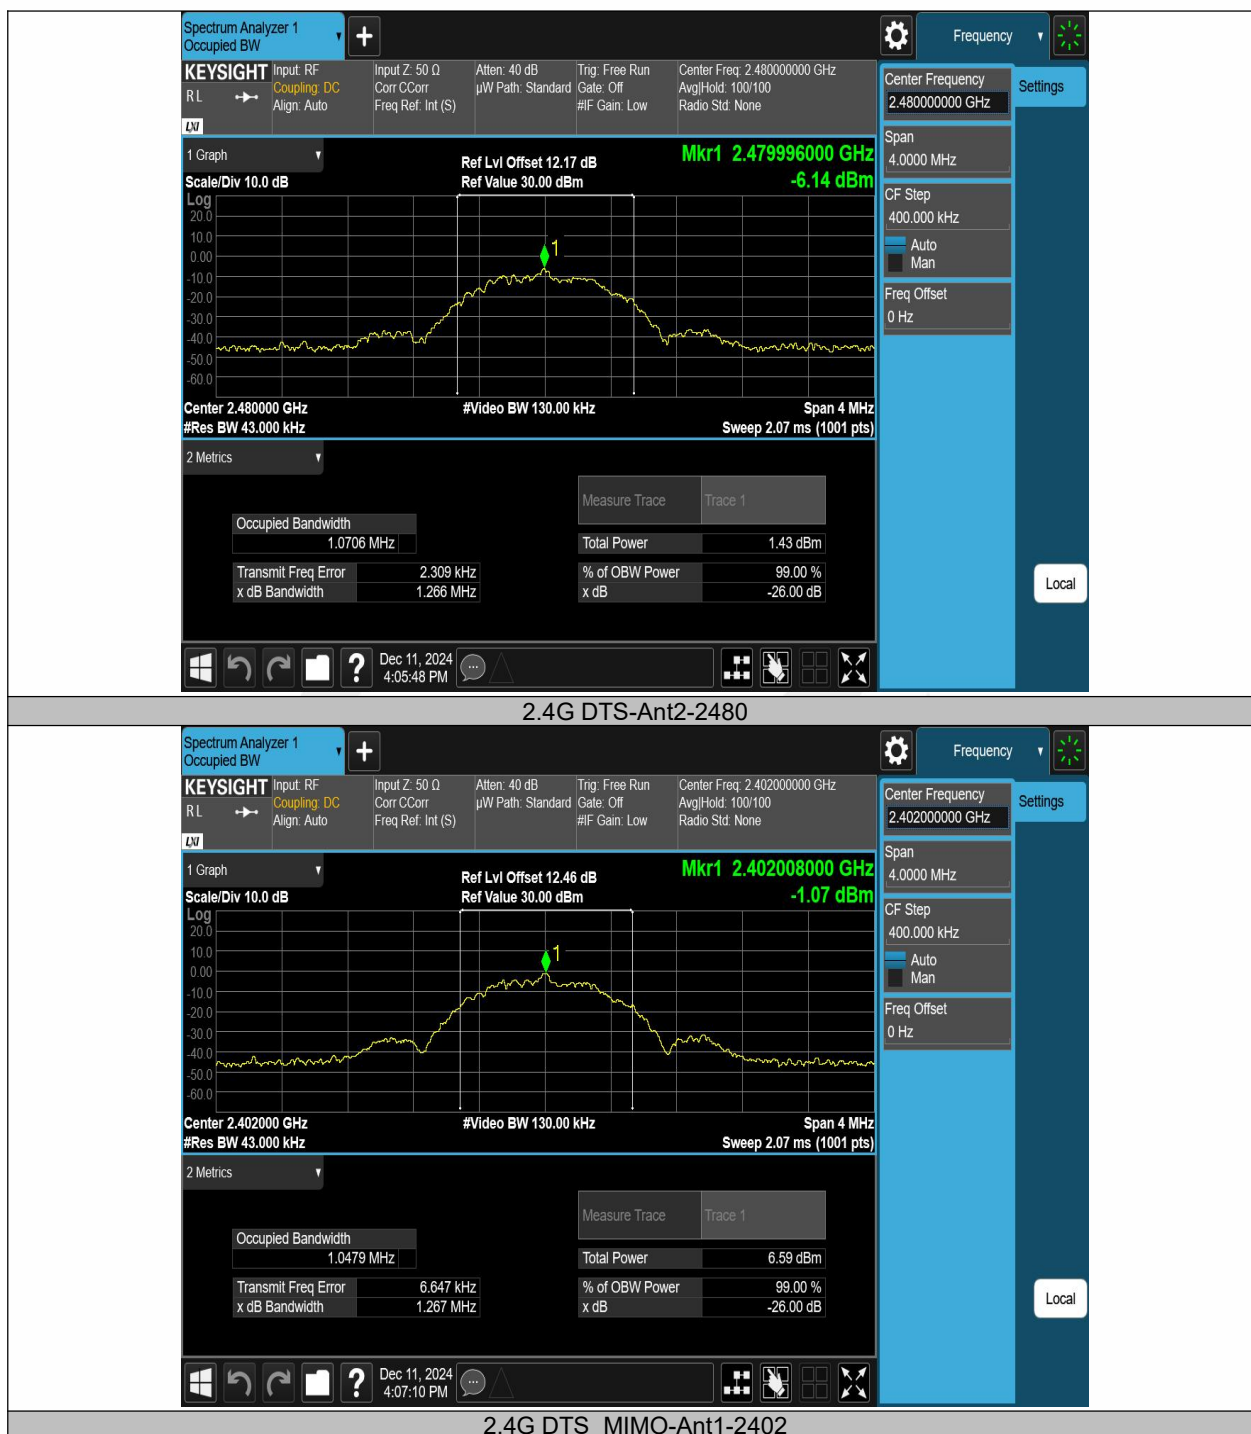 Spectrum Analyzer 1
Occupied BW
Frequency
KEYSIGHT
R L
LXI
Input: RF
Coupling: DC
Align: Auto
Input Z: 50 Ω
Corr CCorr
Freq Ref: Int (S)
Atten: 40 dB
µW Path: Standard
Trig: Free Run
Gate: Off
#IF Gain: Low
Center Freq: 2.480000000 GHz
Avg|Hold: 100/100
Radio Std: None
Center Frequency
2.480000000 GHz
Settings
Span
4.0000 MHz
CF Step
400.000 kHz
Auto
Man
Freq Offset
0 Hz
Local
1 Graph
Scale/Div 10.0 dB
Ref Lvl Offset 12.17 dB
Ref Value 30.00 dBm
Mkr1 2.479996000 GHz
-6.14 dBm
Log
20.0
10.0
0.00
-10.0
-20.0
-30.0
-40.0
-50.0
-60.0
1
Center 2.480000 GHz
#Video BW 130.00 kHz
Span 4 MHz
#Res BW 43.000 kHz
Sweep 2.07 ms (1001 pts)
2 Metrics
Measure Trace Trace 1
Occupied Bandwidth
1.0706 MHz
Total Power 1.43 dBm
Transmit Freq Error 2.309 kHz
% of OBW Power 99.00 %
x dB Bandwidth 1.266 MHz
x dB -26.00 dB
?
Dec 11, 2024
4:05:48 PM
2.4G DTS-Ant2-2480
Spectrum Analyzer 1
Occupied BW
Frequency
KEYSIGHT
R L
LXI
Input: RF
Coupling: DC
Align: Auto
Input Z: 50 Ω
Corr CCorr
Freq Ref: Int (S)
Atten: 40 dB
µW Path: Standard
Trig: Free Run
Gate: Off
#IF Gain: Low
Center Freq: 2.402000000 GHz
Avg|Hold: 100/100
Radio Std: None
Center Frequency
2.402000000 GHz
Settings
Span
4.0000 MHz
CF Step
400.000 kHz
Auto
Man
Freq Offset
0 Hz
Local
1 Graph
Scale/Div 10.0 dB
Ref Lvl Offset 12.46 dB
Ref Value 30.00 dBm
Mkr1 2.402008000 GHz
-1.07 dBm
Log
20.0
10.0
0.00
-10.0
-20.0
-30.0
-40.0
-50.0
-60.0
1
Center 2.402000 GHz
#Video BW 130.00 kHz
Span 4 MHz
#Res BW 43.000 kHz
Sweep 2.07 ms (1001 pts)
2 Metrics
Measure Trace Trace 1
Occupied Bandwidth
1.0479 MHz
Total Power 6.59 dBm
Transmit Freq Error 6.647 kHz
% of OBW Power 99.00 %
x dB Bandwidth 1.267 MHz
x dB -26.00 dB
?
Dec 11, 2024
4:07:10 PM
2.4G DTS_MIMO-Ant1-2402